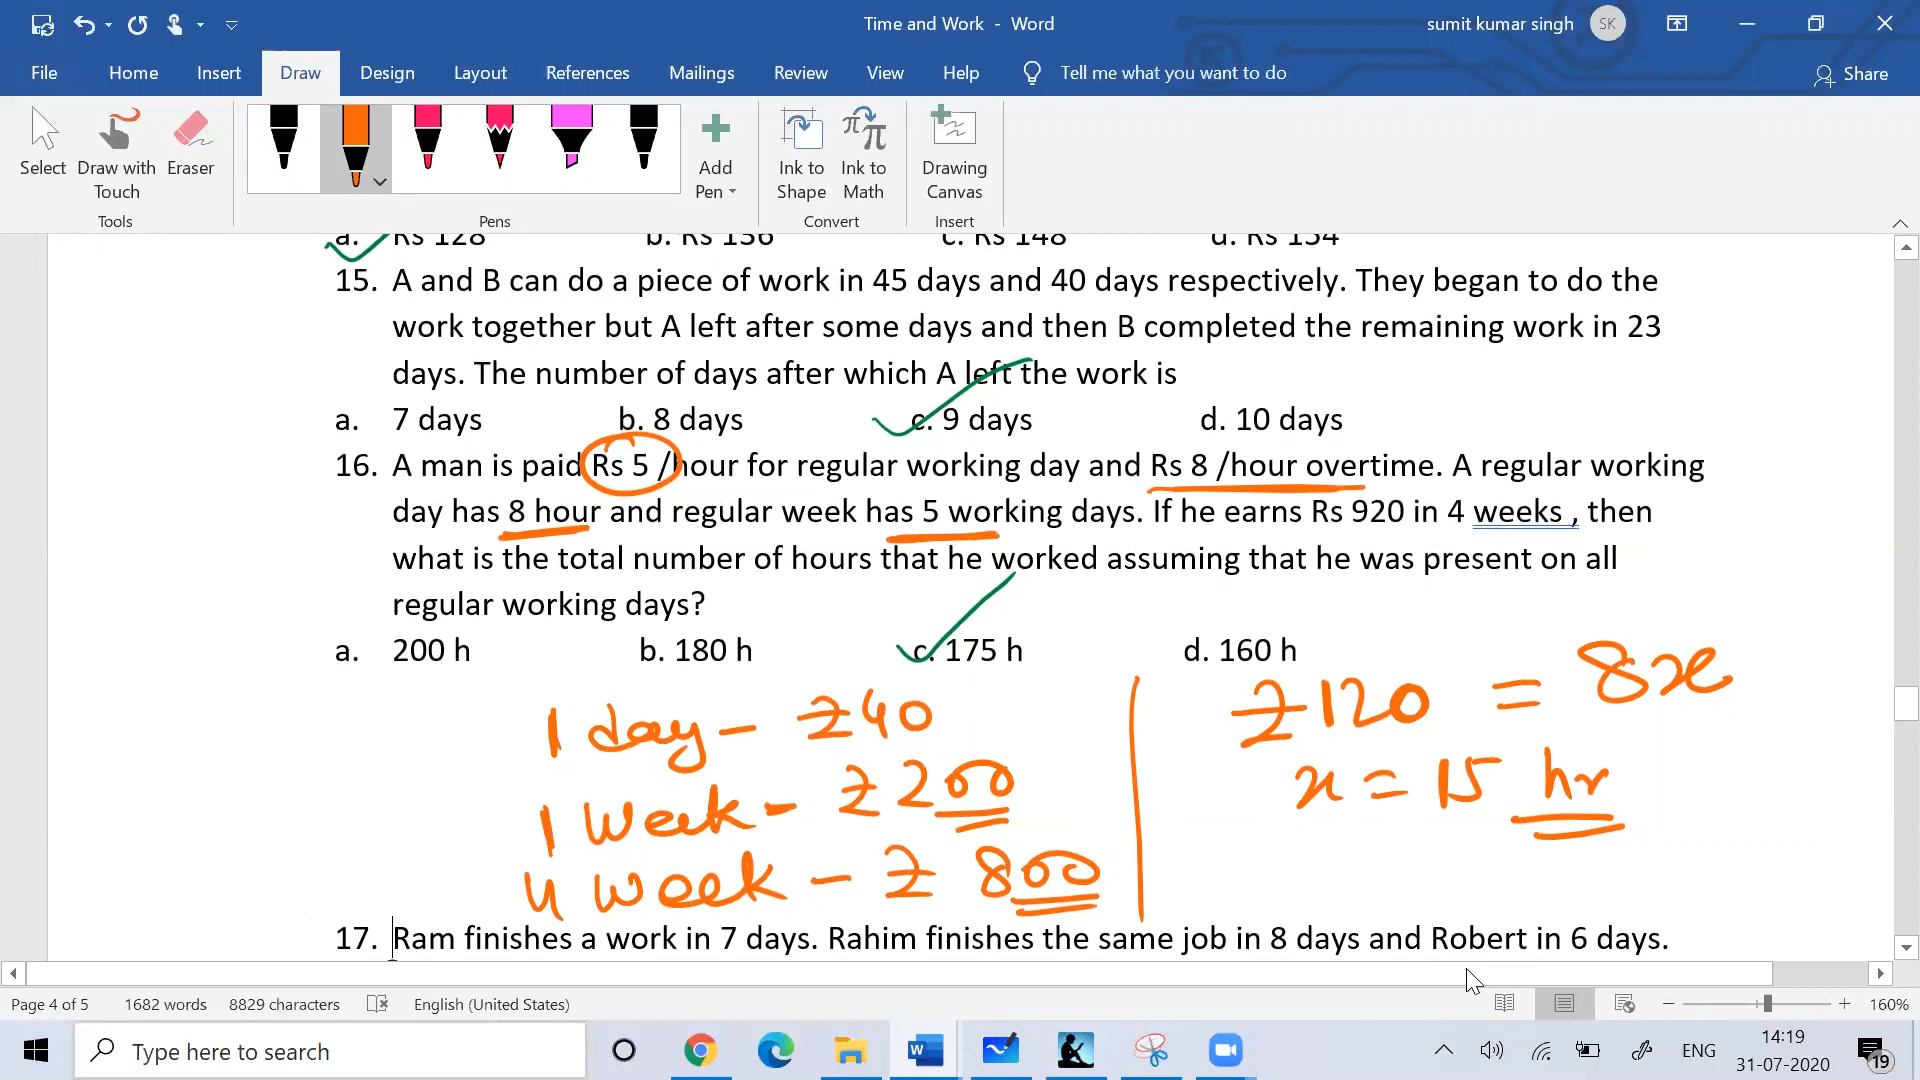 Time and Work - Word
sumit kumar singh SK
File Home Insert Draw Design Layout References Mailings Review View Help Tell me what you want to do Share
Select Draw with Touch Eraser Add Pen Ink to Shape Ink to Math Drawing Canvas
Tools Pens Convert Insert
a. Rs 128 b. Rs 156 c. Rs 148 d. Rs 154
15. A and B can do a piece of work in 45 days and 40 days respectively. They began to do the
work together but A left after some days and then B completed the remaining work in 23
days. The number of days after which A left the work is
a. 7 days b. 8 days c. 9 days d. 10 days
16. A man is paid Rs 5 /hour for regular working day and Rs 8 /hour overtime. A regular working
day has 8 hour and regular week has 5 working days. If he earns Rs 920 in 4 weeks , then
what is the total number of hours that he worked assuming that he was present on all
regular working days?
a. 200 h b. 180 h c. 175 h d. 160 h
1 day - ₹40
1 week - ₹200
4 week - ₹ 800
₹120 = 8x
x = 15 hr
17. Ram finishes a work in 7 days. Rahim finishes the same job in 8 days and Robert in 6 days.
Page 4 of 5 1682 words 8829 characters English (United States) 160%
Type here to search
ENG
14:19
31-07-2020
19